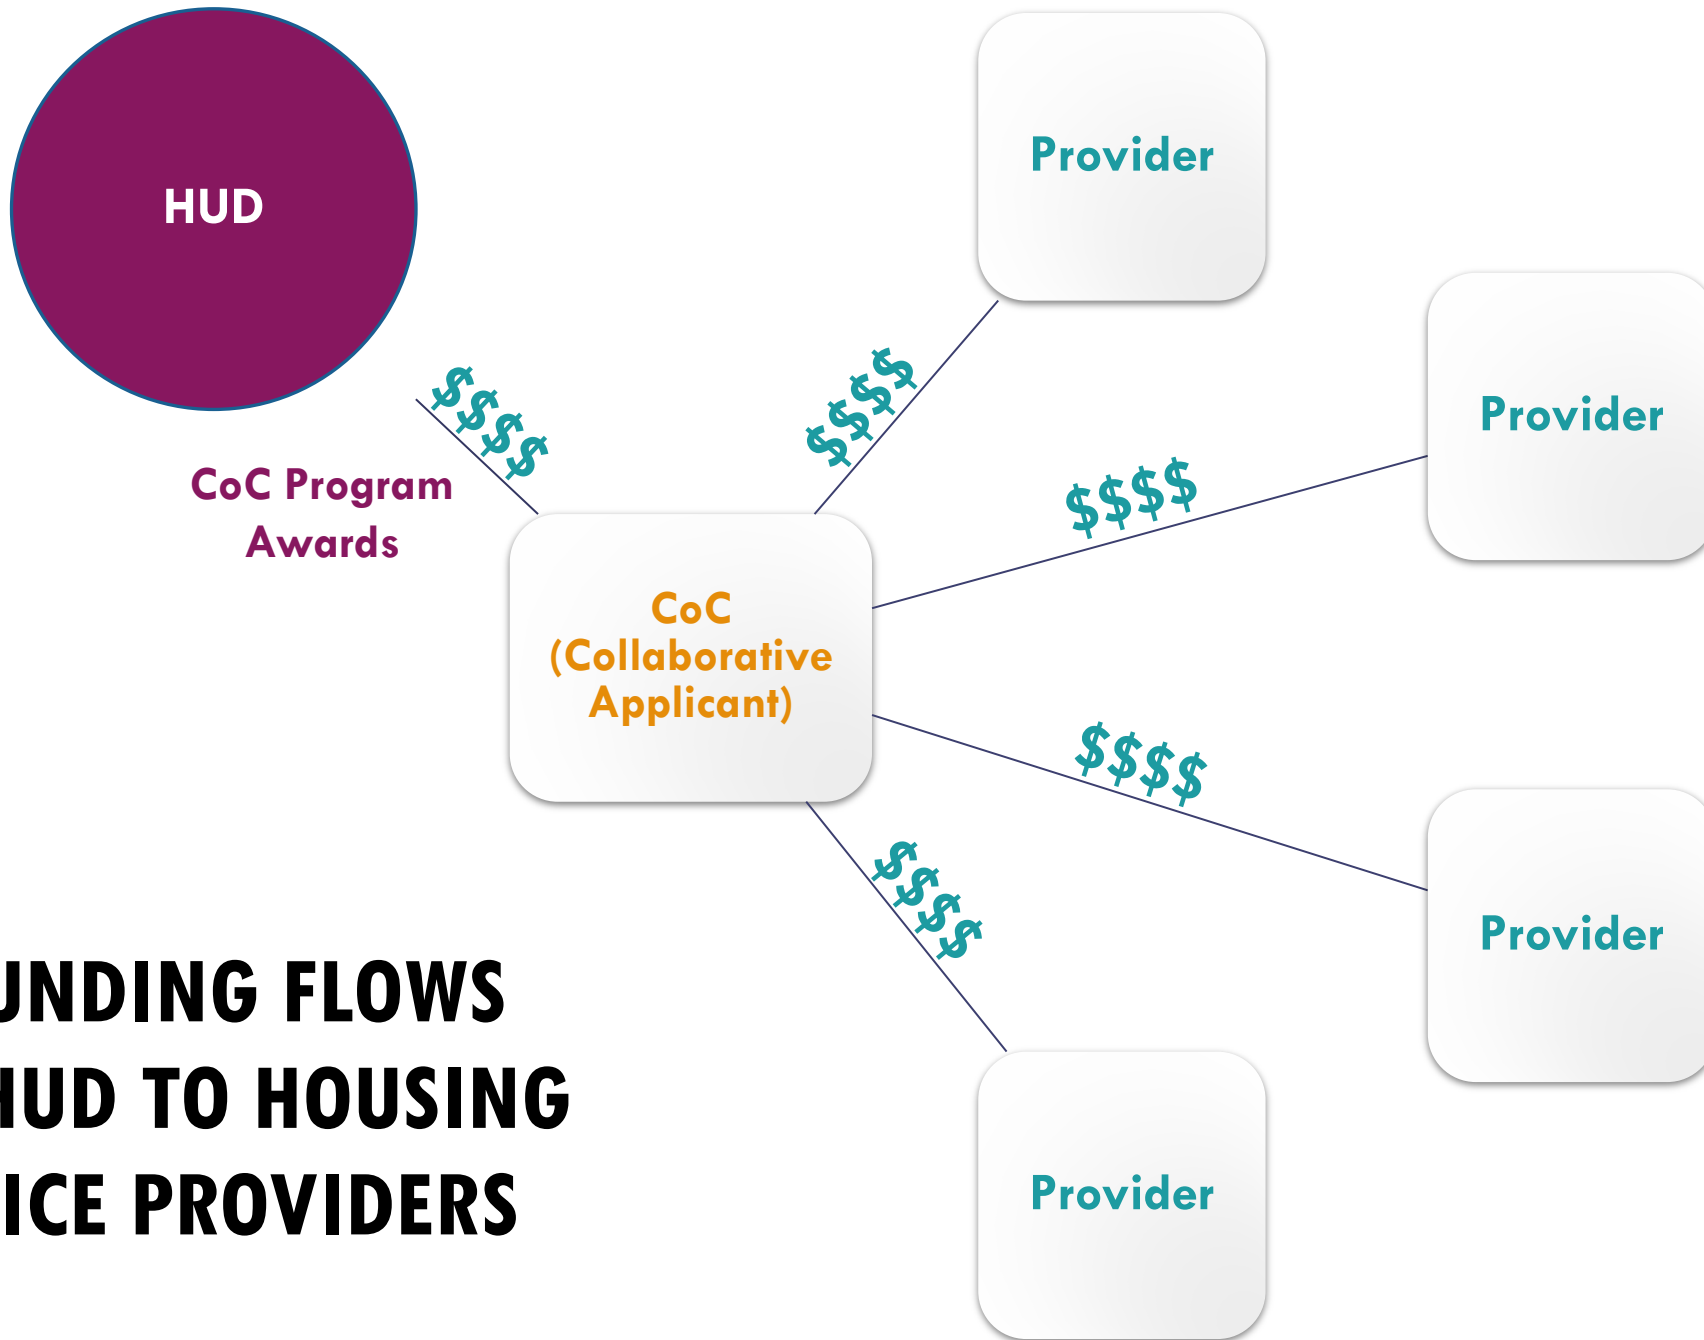 HUD
Provider
$$$$
$$$$
Provider
$$$$
CoC Program
Awards
CoC
(Collaborative
Applicant)
$$$$
$$$$
Provider
UNDING FLOWS
HUD TO HOUSING
ICE PROVIDERS
Provider